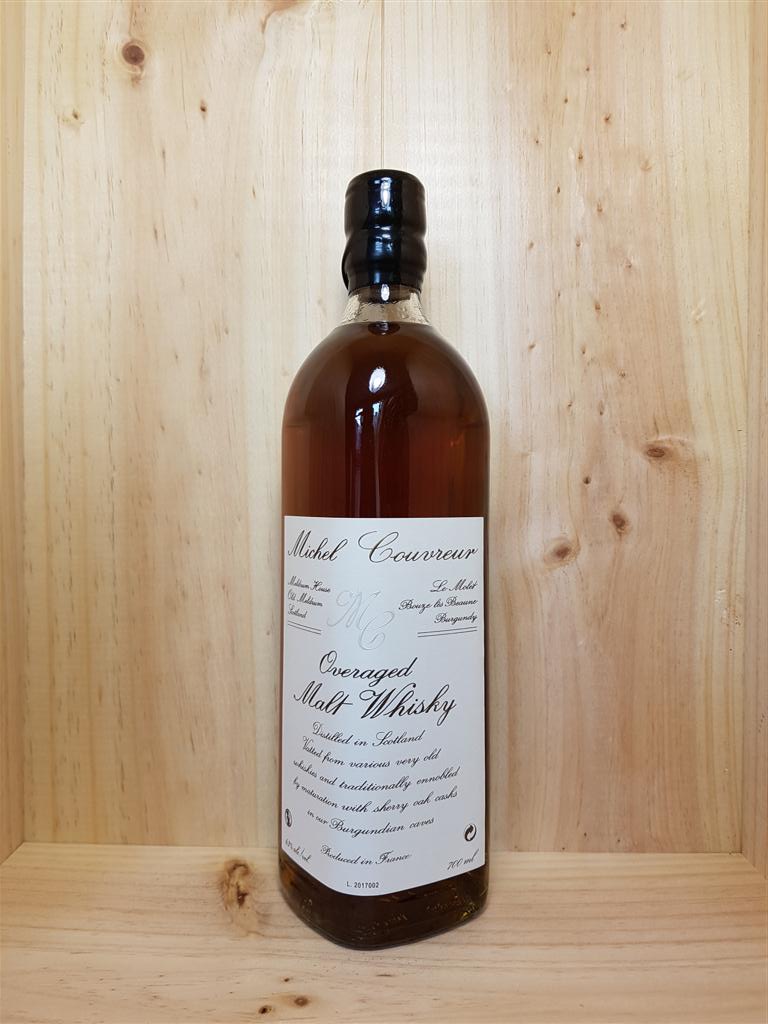 Michel Couvreur
Meldrum House
Old Meldrum
Scotland
Le Molet
Bouze lès Beaune
Burgundy
MC
Overaged
Malt Whisky
Distilled in Scotland
Vatted from various very old
whiskies and traditionally ennobled
by maturation with sherry oak casks
in our Burgundian caves
Produced in France
700 ml
L. 2017002